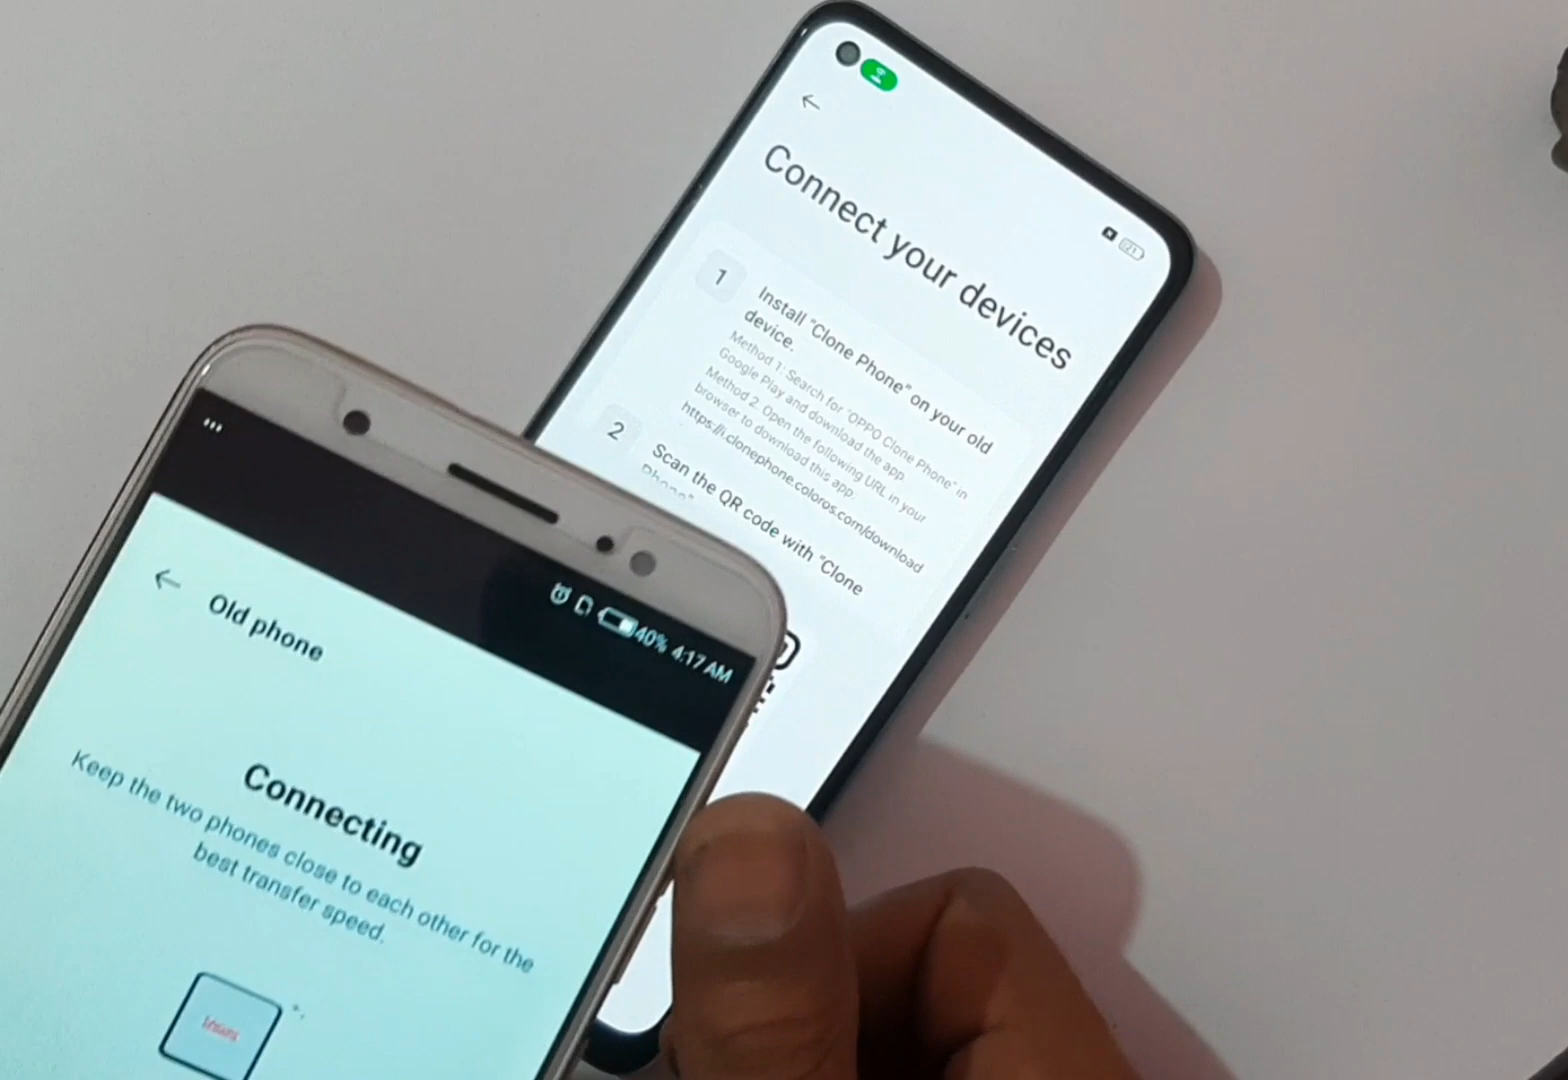 Connect your devices
1
Install "Clone Phone" on your old
device.
Method 1: Search for "OPPO Clone Phone" in
Google Play and download the app.
Method 2: Open the following URL in your
browser to download this app.
https://i.clonephone.coloros.com/download
2
Scan the QR code with "Clone
Phone"
40% 4:17 AM
Old phone
Connecting
Keep the two phones close to each other for the
best transfer speed.